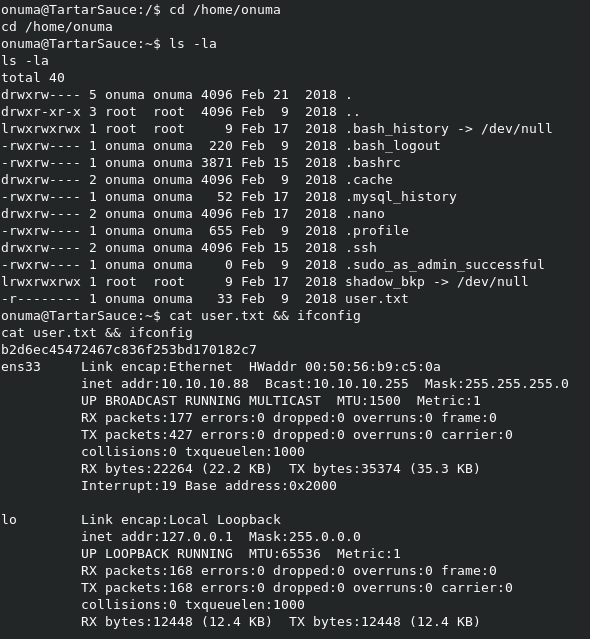 onuma@TartarSauce:/$ cd /home/onuma
cd /home/onuma
onuma@TartarSauce:~$ ls -la
ls -la
total 40
drwxrw---- 5 onuma onuma 4096 Feb 21  2018 .
drwxr-xr-x 3 root  root  4096 Feb  9  2018 ..
lrwxrwxrwx 1 root  root     9 Feb 17  2018 .bash_history -> /dev/null
-rwxrw---- 1 onuma onuma  220 Feb  9  2018 .bash_logout
-rwxrw---- 1 onuma onuma 3871 Feb 15  2018 .bashrc
drwxrw---- 2 onuma onuma 4096 Feb  9  2018 .cache
-rwxrw---- 1 onuma onuma   52 Feb 17  2018 .mysql_history
drwxrw---- 2 onuma onuma 4096 Feb 17  2018 .nano
-rwxrw---- 1 onuma onuma  655 Feb  9  2018 .profile
drwxrw---- 2 onuma onuma 4096 Feb 15  2018 .ssh
-rwxrw---- 1 onuma onuma    0 Feb  9  2018 .sudo_as_admin_successful
lrwxrwxrwx 1 root  root     9 Feb 17  2018 shadow_bkp -> /dev/null
-r-------- 1 onuma onuma   33 Feb  9  2018 user.txt
onuma@TartarSauce:~$ cat user.txt && ifconfig
cat user.txt && ifconfig
b2d6ec45472467c836f253bd170182c7
ens33     Link encap:Ethernet  HWaddr 00:50:56:b9:c5:0a
          inet addr:10.10.10.88  Bcast:10.10.10.255  Mask:255.255.255.0
          UP BROADCAST RUNNING MULTICAST  MTU:1500  Metric:1
          RX packets:177 errors:0 dropped:0 overruns:0 frame:0
          TX packets:427 errors:0 dropped:0 overruns:0 carrier:0
          collisions:0 txqueuelen:1000
          RX bytes:22264 (22.2 KB)  TX bytes:35374 (35.3 KB)
          Interrupt:19 Base address:0x2000

lo        Link encap:Local Loopback
          inet addr:127.0.0.1  Mask:255.0.0.0
          UP LOOPBACK RUNNING  MTU:65536  Metric:1
          RX packets:168 errors:0 dropped:0 overruns:0 frame:0
          TX packets:168 errors:0 dropped:0 overruns:0 carrier:0
          collisions:0 txqueuelen:1000
          RX bytes:12448 (12.4 KB)  TX bytes:12448 (12.4 KB)